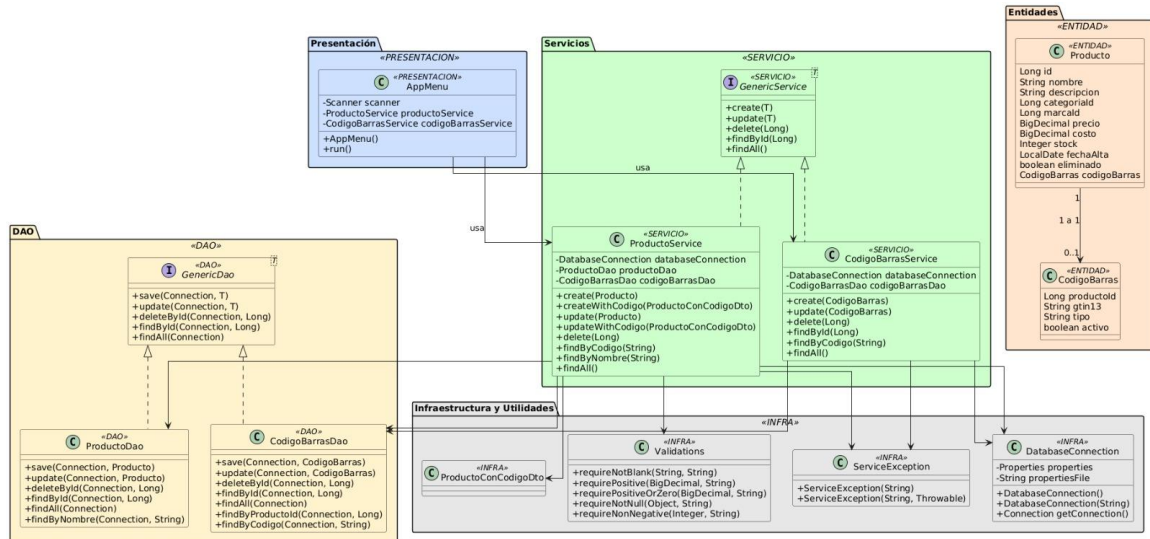 Presentación
«PRESENTACION»
C «PRESENTACION»
AppMenu
-Scanner scanner
-ProductoService productoService
-CodigoBarrasService codigoBarrasService
+AppMenu()
+run()
usa
usa
Servicios
«SERVICIO»
T
I «SERVICIO»
GenericService
+create(T)
+update(T)
+delete(Long)
+findById(Long)
+findAll()
C «SERVICIO»
ProductoService
-DatabaseConnection databaseConnection
-ProductoDao productoDao
-CodigoBarrasDao codigoBarrasDao
+create(Producto)
+createWithCodigo(ProductoConCodigoDto)
+update(Producto)
+updateWithCodigo(ProductoConCodigoDto)
+delete(Long)
+findByCodigo(String)
+findByNombre(String)
+findAll()
C «SERVICIO»
CodigoBarrasService
-DatabaseConnection databaseConnection
-CodigoBarrasDao codigoBarrasDao
+create(CodigoBarras)
+update(CodigoBarras)
+delete(Long)
+findById(Long)
+findByCodigo(String)
+findAll()
Entidades
«ENTIDAD»
C «ENTIDAD»
Producto
Long id
String nombre
String descripcion
Long categoriaId
Long marcaId
BigDecimal precio
BigDecimal costo
Integer stock
LocalDate fechaAlta
boolean eliminado
CodigoBarras codigoBarras
1
1 a 1
0..1
C «ENTIDAD»
CodigoBarras
Long productoId
String gtin13
String tipo
boolean activo
DAO
«DAO»
T
I «DAO»
GenericDao
+save(Connection, T)
+update(Connection, T)
+deleteById(Connection, Long)
+findById(Connection, Long)
+findAll(Connection)
C «DAO»
ProductoDao
+save(Connection, Producto)
+update(Connection, Producto)
+deleteById(Connection, Long)
+findById(Connection, Long)
+findAll(Connection)
+findByNombre(Connection, String)
C «DAO»
CodigoBarrasDao
+save(Connection, CodigoBarras)
+update(Connection, CodigoBarras)
+deleteById(Connection, Long)
+findById(Connection, Long)
+findAll(Connection)
+findByProductoId(Connection, Long)
+findByCodigo(Connection, String)
Infraestructura y Utilidades
«INFRA»
C «INFRA»
ProductoConCodigoDto
C «INFRA»
Validations
+requireNotBlank(String, String)
+requirePositive(BigDecimal, String)
+requirePositiveOrZero(BigDecimal, String)
+requireNotNull(Object, String)
+requireNonNegative(Integer, String)
C «INFRA»
ServiceException
+ServiceException(String)
+ServiceException(String, Throwable)
C «INFRA»
DatabaseConnection
-Properties properties
-String propertiesFile
+DatabaseConnection()
+DatabaseConnection(String)
+Connection getConnection()